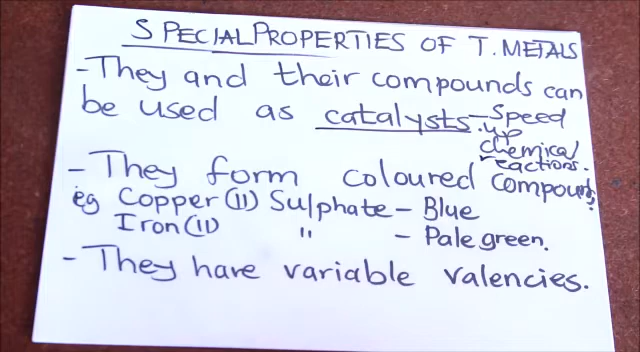 SPECIAL PROPERTIES OF T. METALS
- They and their compounds can
be used as catalysts - Speed
up
chemical
reactions.
- They form coloured compounds.
eg Copper (II) Sulphate - Blue
Iron (II) " - Pale green.
- They have variable valencies.